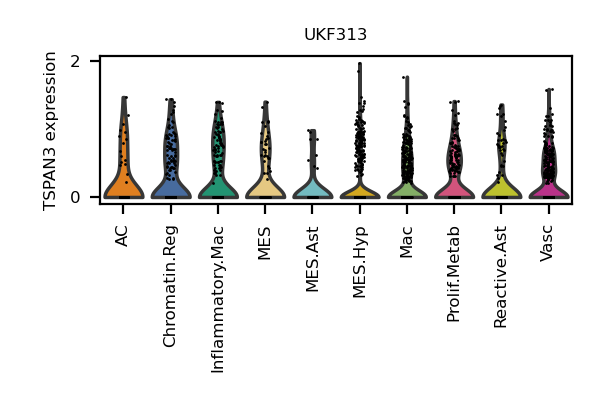 UKF313
TSPAN3 expression
2
0
AC
Chromatin.Reg
Inflammatory.Mac
MES
MES.Ast
MES.Hyp
Mac
Prolif.Metab
Reactive.Ast
Vasc